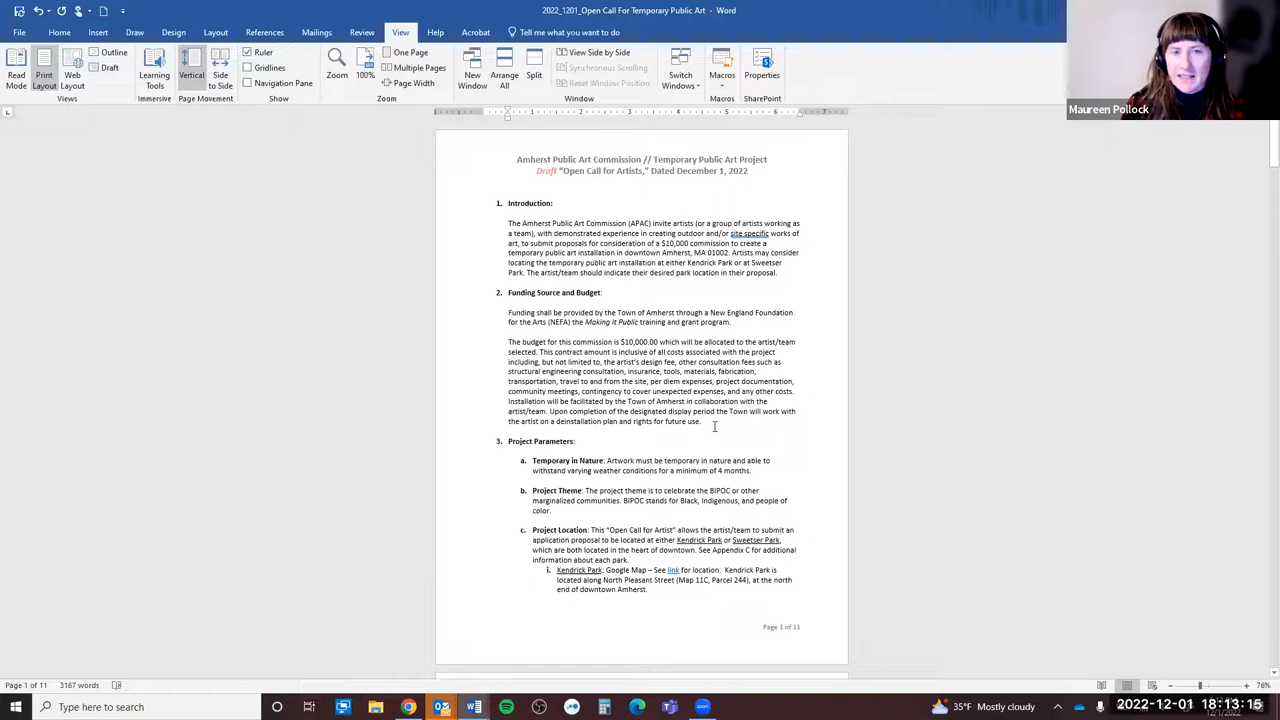 2022_1201_Open Call For Temporary Public Art - Word
File Home Insert Draw Design Layout References Mailings Review View Help Acrobat Tell me what you want to do
Read Mode
Print Layout
Web Layout
Outline
Draft
Views
Learning Tools
Immersive
Vertical
Side to Side
Page Movement
Ruler
Gridlines
Navigation Pane
Show
Zoom
100%
One Page
Multiple Pages
Page Width
Zoom
New Window
Arrange All
Split
View Side by Side
Synchronous Scrolling
Reset Window Position
Window
Switch Windows
Macros
Macros
Properties
SharePoint
Maureen Pollock
Amherst Public Art Commission // Temporary Public Art Project
Draft "Open Call for Artists," Dated December 1, 2022
1. Introduction:
The Amherst Public Art Commission (APAC) invite artists (or a group of artists working as
a team), with demonstrated experience in creating outdoor and/or site specific works of
art, to submit proposals for consideration of a $10,000 commission to create a
temporary public art installation in downtown Amherst, MA 01002. Artists may consider
locating the temporary public art installation at either Kendrick Park or at Sweetser
Park. The artist/team should indicate their desired park location in their proposal.
2. Funding Source and Budget:
Funding shall be provided by the Town of Amherst through a New England Foundation
for the Arts (NEFA) the Making It Public training and grant program.
The budget for this commission is $10,000.00 which will be allocated to the artist/team
selected. This contract amount is inclusive of all costs associated with the project
including, but not limited to, the artist's design fee, other consultation fees such as
structural engineering consultation, insurance, tools, materials, fabrication,
transportation, travel to and from the site, per diem expenses, project documentation,
community meetings, contingency to cover unexpected expenses, and any other costs.
Installation will be facilitated by the Town of Amherst in collaboration with the
artist/team. Upon completion of the designated display period the Town will work with
the artist on a deinstallation plan and rights for future use.
3. Project Parameters:
a. Temporary in Nature: Artwork must be temporary in nature and able to
withstand varying weather conditions for a minimum of 4 months.
b. Project Theme: The project theme is to celebrate the BIPOC or other
marginalized communities. BIPOC stands for Black, Indigenous, and people of
color.
c. Project Location: This "Open Call for Artist" allows the artist/team to submit an
application proposal to be located at either Kendrick Park or Sweetser Park,
which are both located in the heart of downtown. See Appendix C for additional
information about each park.
i. Kendrick Park: Google Map – See link for location. Kendrick Park is
located along North Pleasant Street (Map 11C, Parcel 244), at the north
end of downtown Amherst.
Page 1 of 11
Page 1 of 11 3167 words
76%
Type here to search
35°F Mostly cloudy
2022-12-01 18:13:15